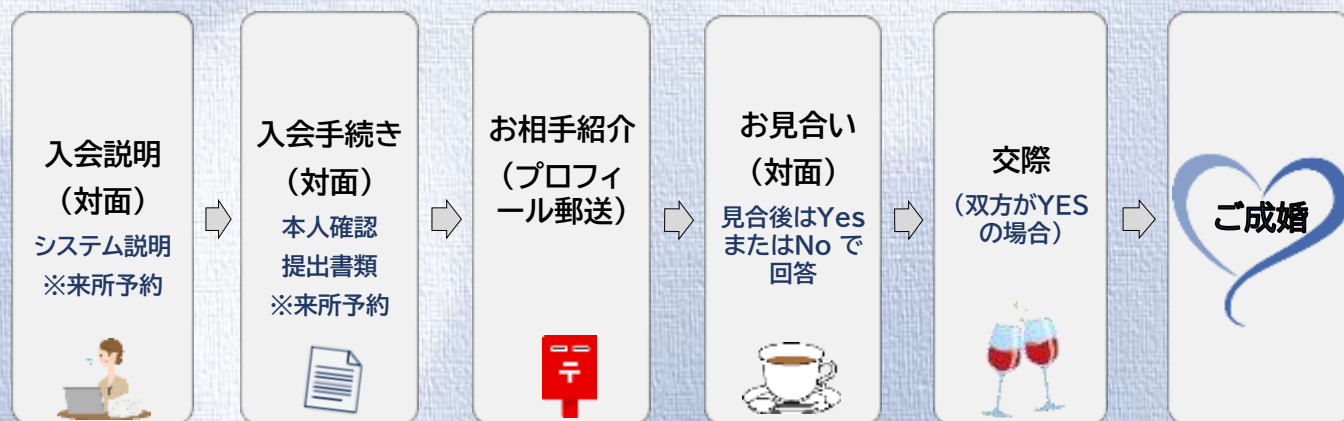 入会説明
(対面)
システム説明
※来所予約
入会手続き
(対面)
本人確認
提出書類
※来所予約
お相手紹介
(プロフィ
ール郵送)
お見合い
(対面)
見合後はYes
またはNo で
回答
交際
(双方がYES
の場合)
ご成婚